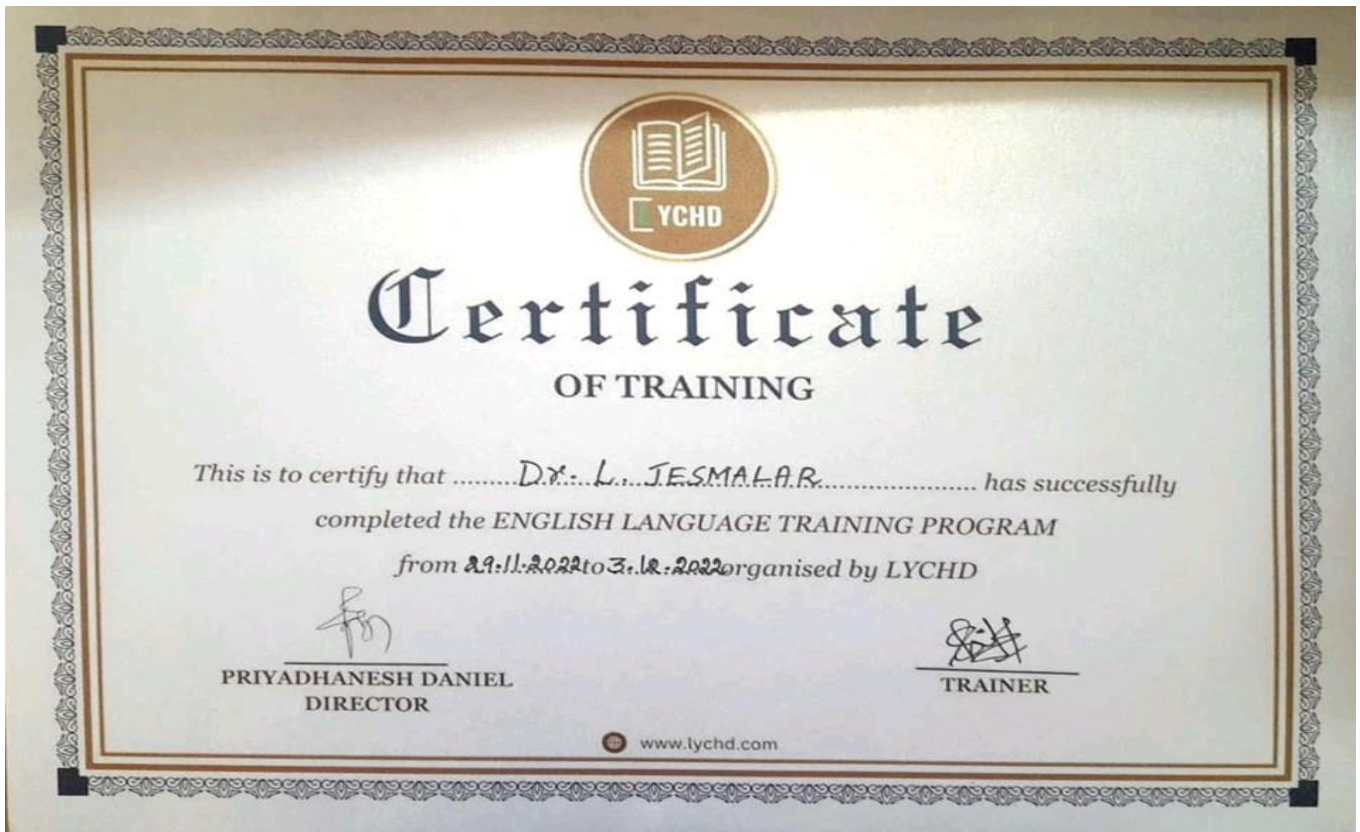 LYCHD
Certificate
OF TRAINING
This is to certify that .........Dr. L. JESMALAR......................... has successfully
completed the ENGLISH LANGUAGE TRAINING PROGRAM
from 29.11.2022 to 3.12.2022 organised by LYCHD
PRIYADHANESH DANIEL
DIRECTOR
TRAINER
www.lychd.com